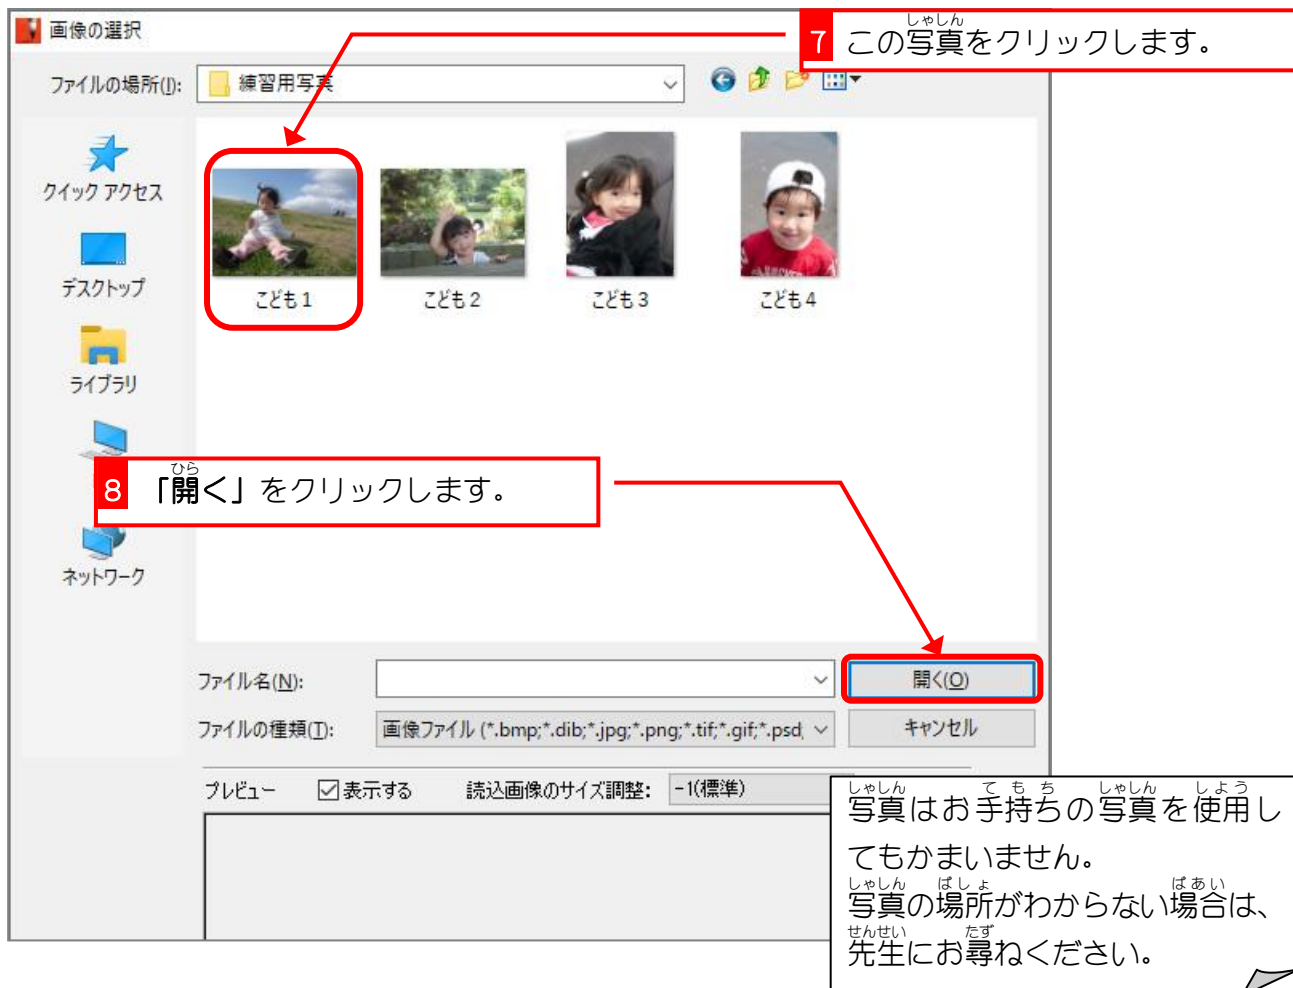 画像の選択
7 この写真をクリックします。
しゃしん
ファイルの場所(I):
練習用写真
クイック アクセス
デスクトップ
ライブラリ
ネットワーク
こども1
こども2
こども3
こども4
8 「開く」をクリックします。
ひら
ファイル名(N):
開く(O)
ファイルの種類(T):
画像ファイル (*.bmp;*.dib;*.jpg;*.png;*.tif;*.gif;*.psd,
キャンセル
プレビュー
表示する
読込画像のサイズ調整:
-1(標準)
しゃしん てもち しゃしん しよう
写真はお手持ちの写真を使用し
てもかまいません。
しゃしん ばしょ ばあい
写真の場所がわからない場合は、
せんせい たず
先生にお尋ねください。